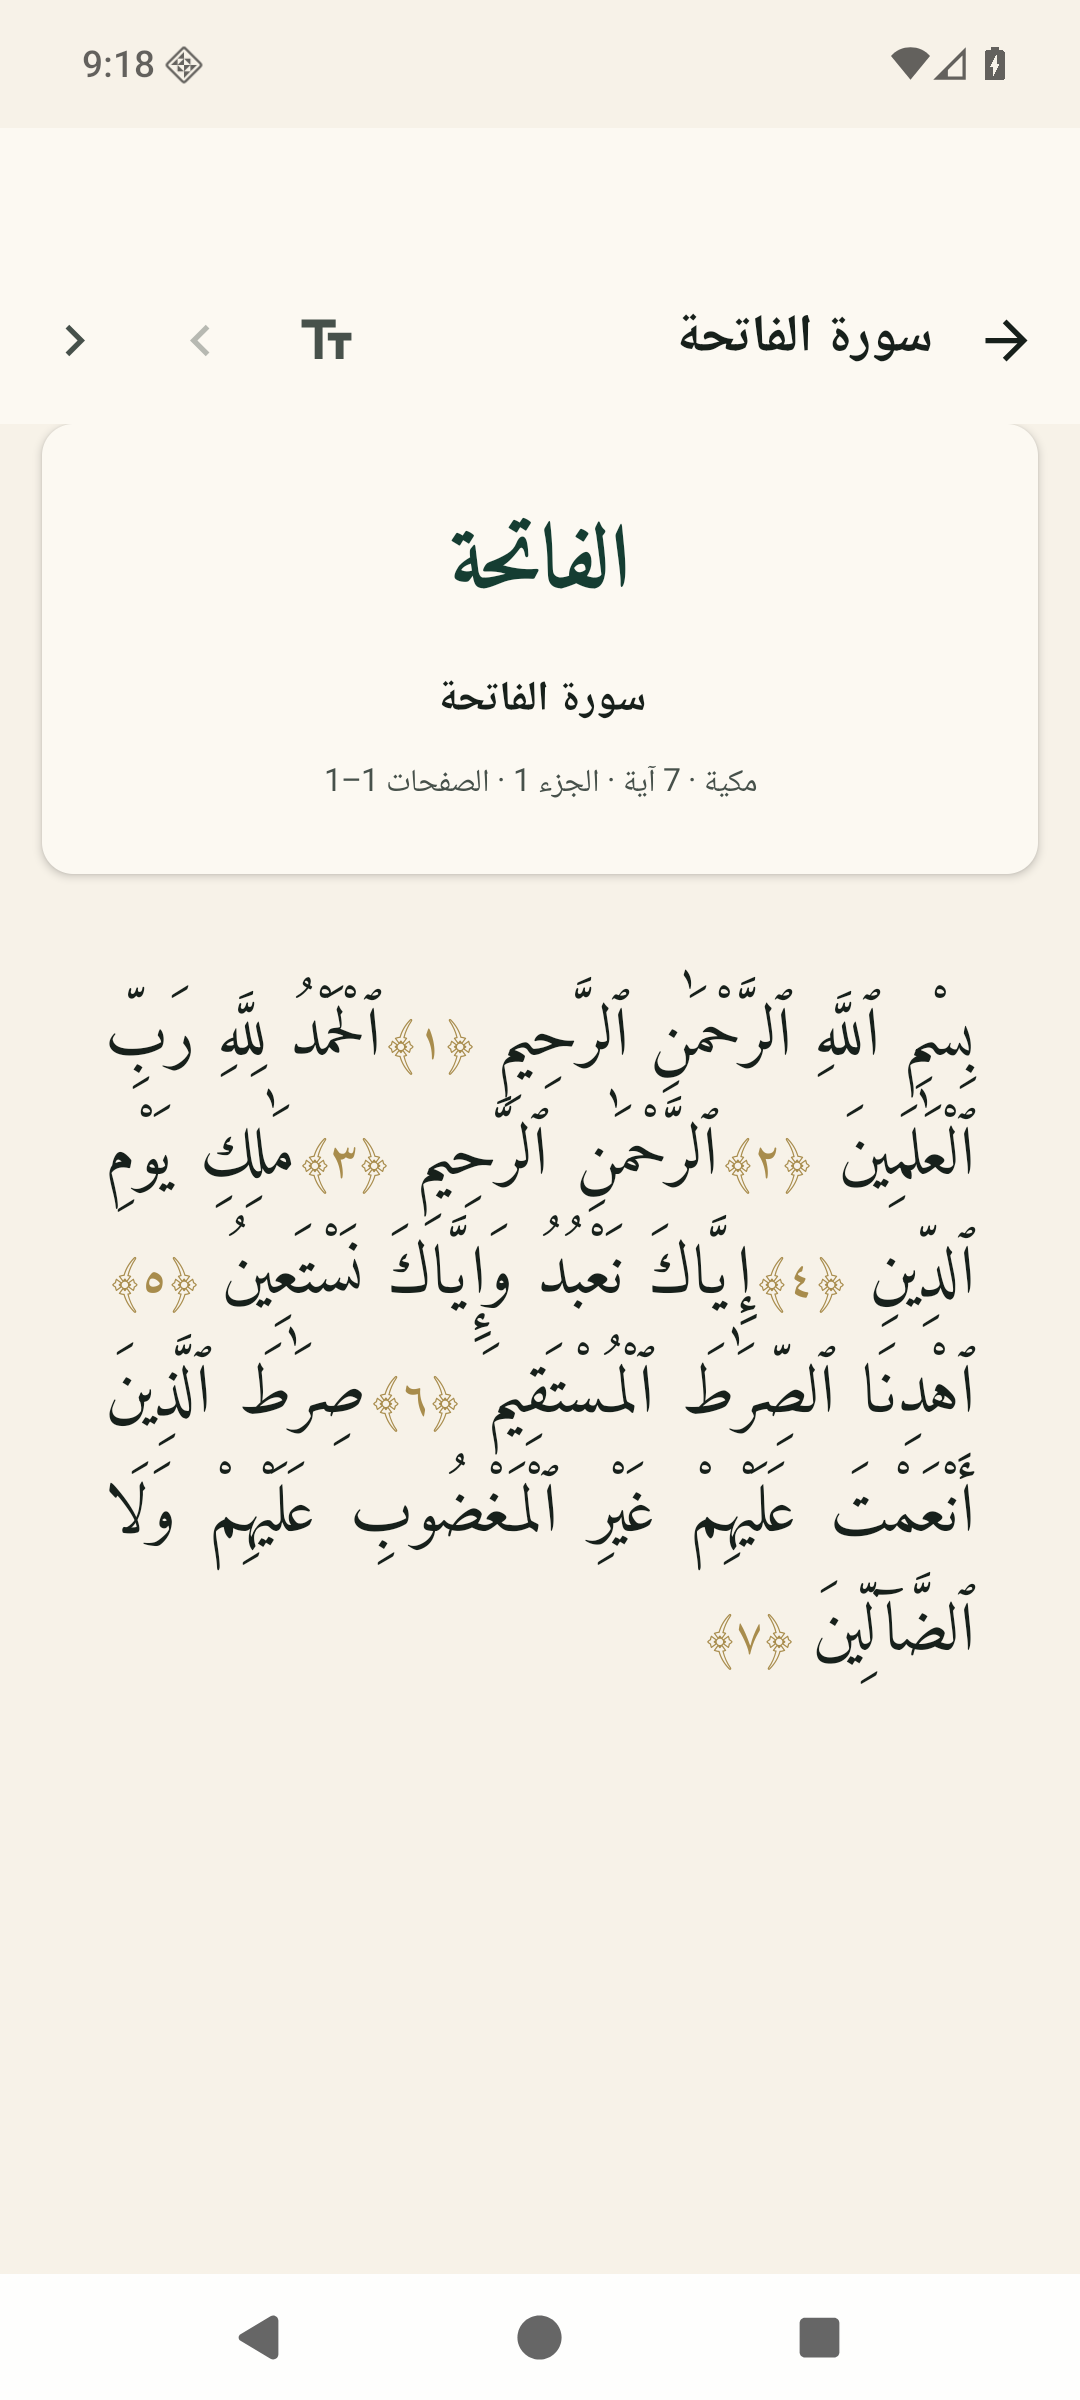 9:18
سورة الفاتحة
الفاتحة
سورة الفاتحة
مكية · 7 آية · الجزء 1 · الصفحات 1–1
بِسْمِ ٱللَّهِ ٱلرَّحْمَٰنِ ٱلرَّحِيمِ ﴿١﴾ٱلْحَمْدُ لِلَّهِ رَبِّ
ٱلْعَٰلَمِينَ ﴿٢﴾ٱلرَّحْمَٰنِ ٱلرَّحِيمِ ﴿٣﴾مَٰلِكِ يَوْمِ
ٱلدِّينِ ﴿٤﴾إِيَّاكَ نَعْبُدُ وَإِيَّاكَ نَسْتَعِينُ ﴿٥﴾
ٱهْدِنَا ٱلصِّرَٰطَ ٱلْمُسْتَقِيمَ ﴿٦﴾صِرَٰطَ ٱلَّذِينَ
أَنْعَمْتَ عَلَيْهِمْ غَيْرِ ٱلْمَغْضُوبِ عَلَيْهِمْ وَلَا
ٱلضَّآلِّينَ ﴿٧﴾